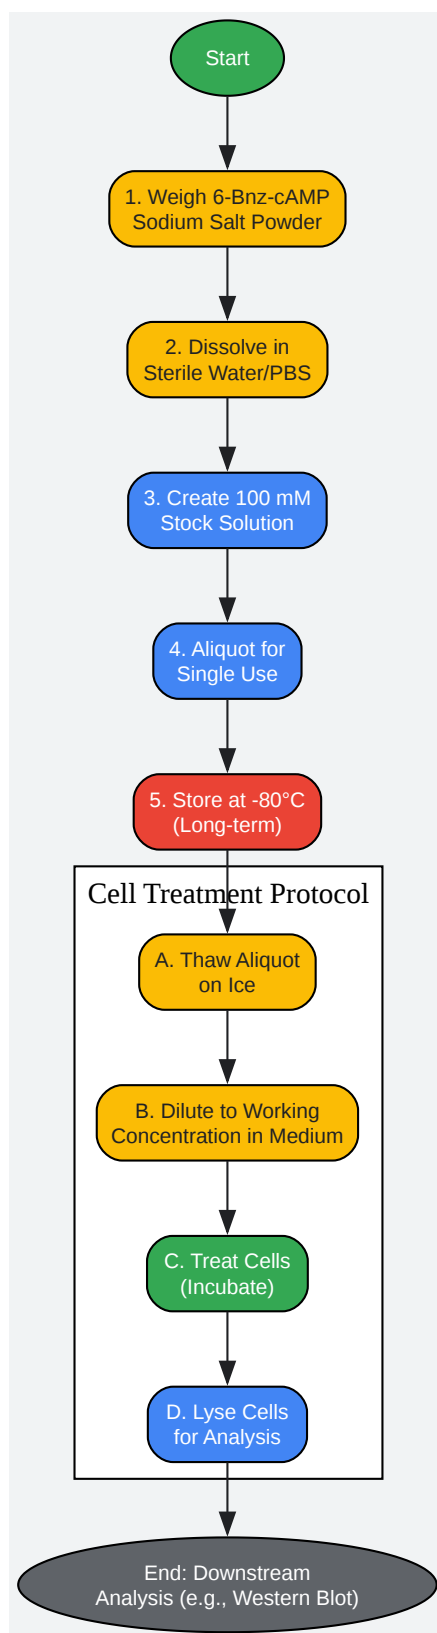 Start
1. Weigh 6-Bnz-cAMP
Sodium Salt Powder
2. Dissolve in
Sterile Water/PBS
3. Create 100 mM
Stock Solution
4. Aliquot for
Single Use
5. Store at -80°C
(Long-term)
Cell Treatment Protocol
A. Thaw Aliquot
on Ice
B. Dilute to Working
Concentration in Medium
C. Treat Cells
(Incubate)
D. Lyse Cells
for Analysis
End: Downstream
Analysis (e.g., Western Blot)